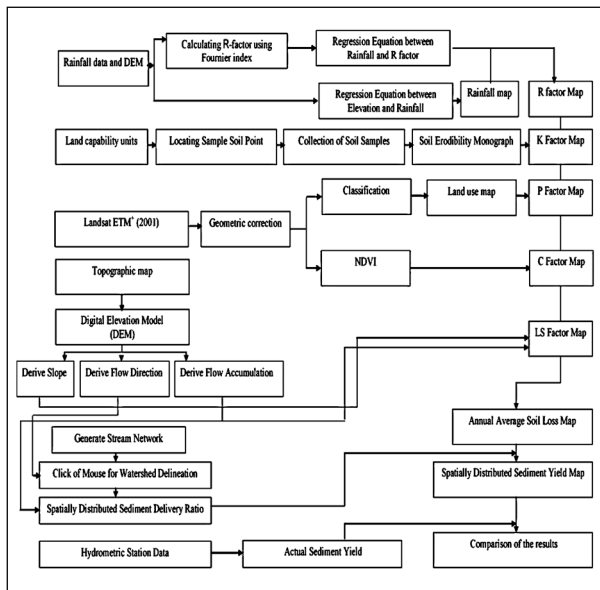 Calculating R-factor using
Fournier index
Regression Equation between
Rainfall and R factor
Rainfall data and DEM
Regression Equation between
Elevation and Rainfall
Rainfall map
R factor Map
Land capability units
Locating Sample Soil Point
Collection of Soil Samples
Soil Erodibility Monograph
K Factor Map
Classification
Land use map
P Factor Map
Landsat ETM+ (2001)
Geometric correction
NDVI
C Factor Map
Topographic map
Digital Elevation Model
(DEM)
LS Factor Map
Derive Slope
Derive Flow Direction
Derive Flow Accumulation
Annual Average Soil Loss Map
Generate Stream Network
Click of Mouse for Watershed Delineation
Spatially Distributed Sediment Yield Map
Spatially Distributed Sediment Delivery Ratio
Hydrometric Station Data
Actual Sediment Yield
Comparison of the results